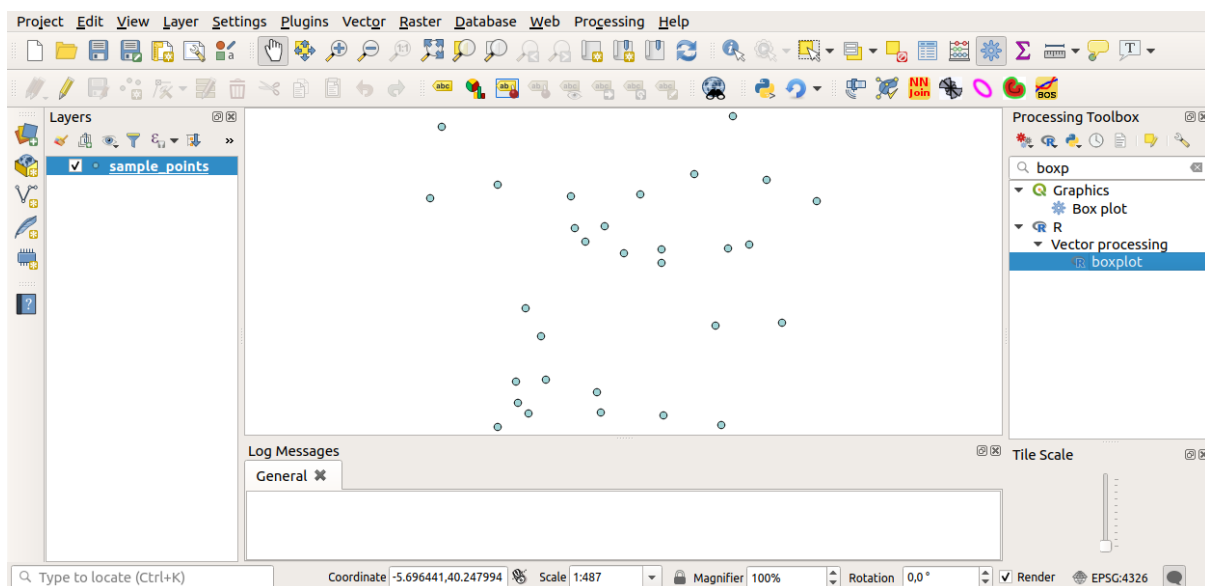 Project Edit View Layer Settings Plugins Vector Raster Database Web Processing Help
1:1
Σ
T
abc
NN
Join
BOS
Layers
»
sample_points
Processing Toolbox
boxp
Graphics
Box plot
R
Vector processing
boxplot
Log Messages
General
Tile Scale
Type to locate (Ctrl+K)
Coordinate -5.696441,40.247994 Scale 1:487 Magnifier 100% Rotation 0,0 ° Render EPSG:4326